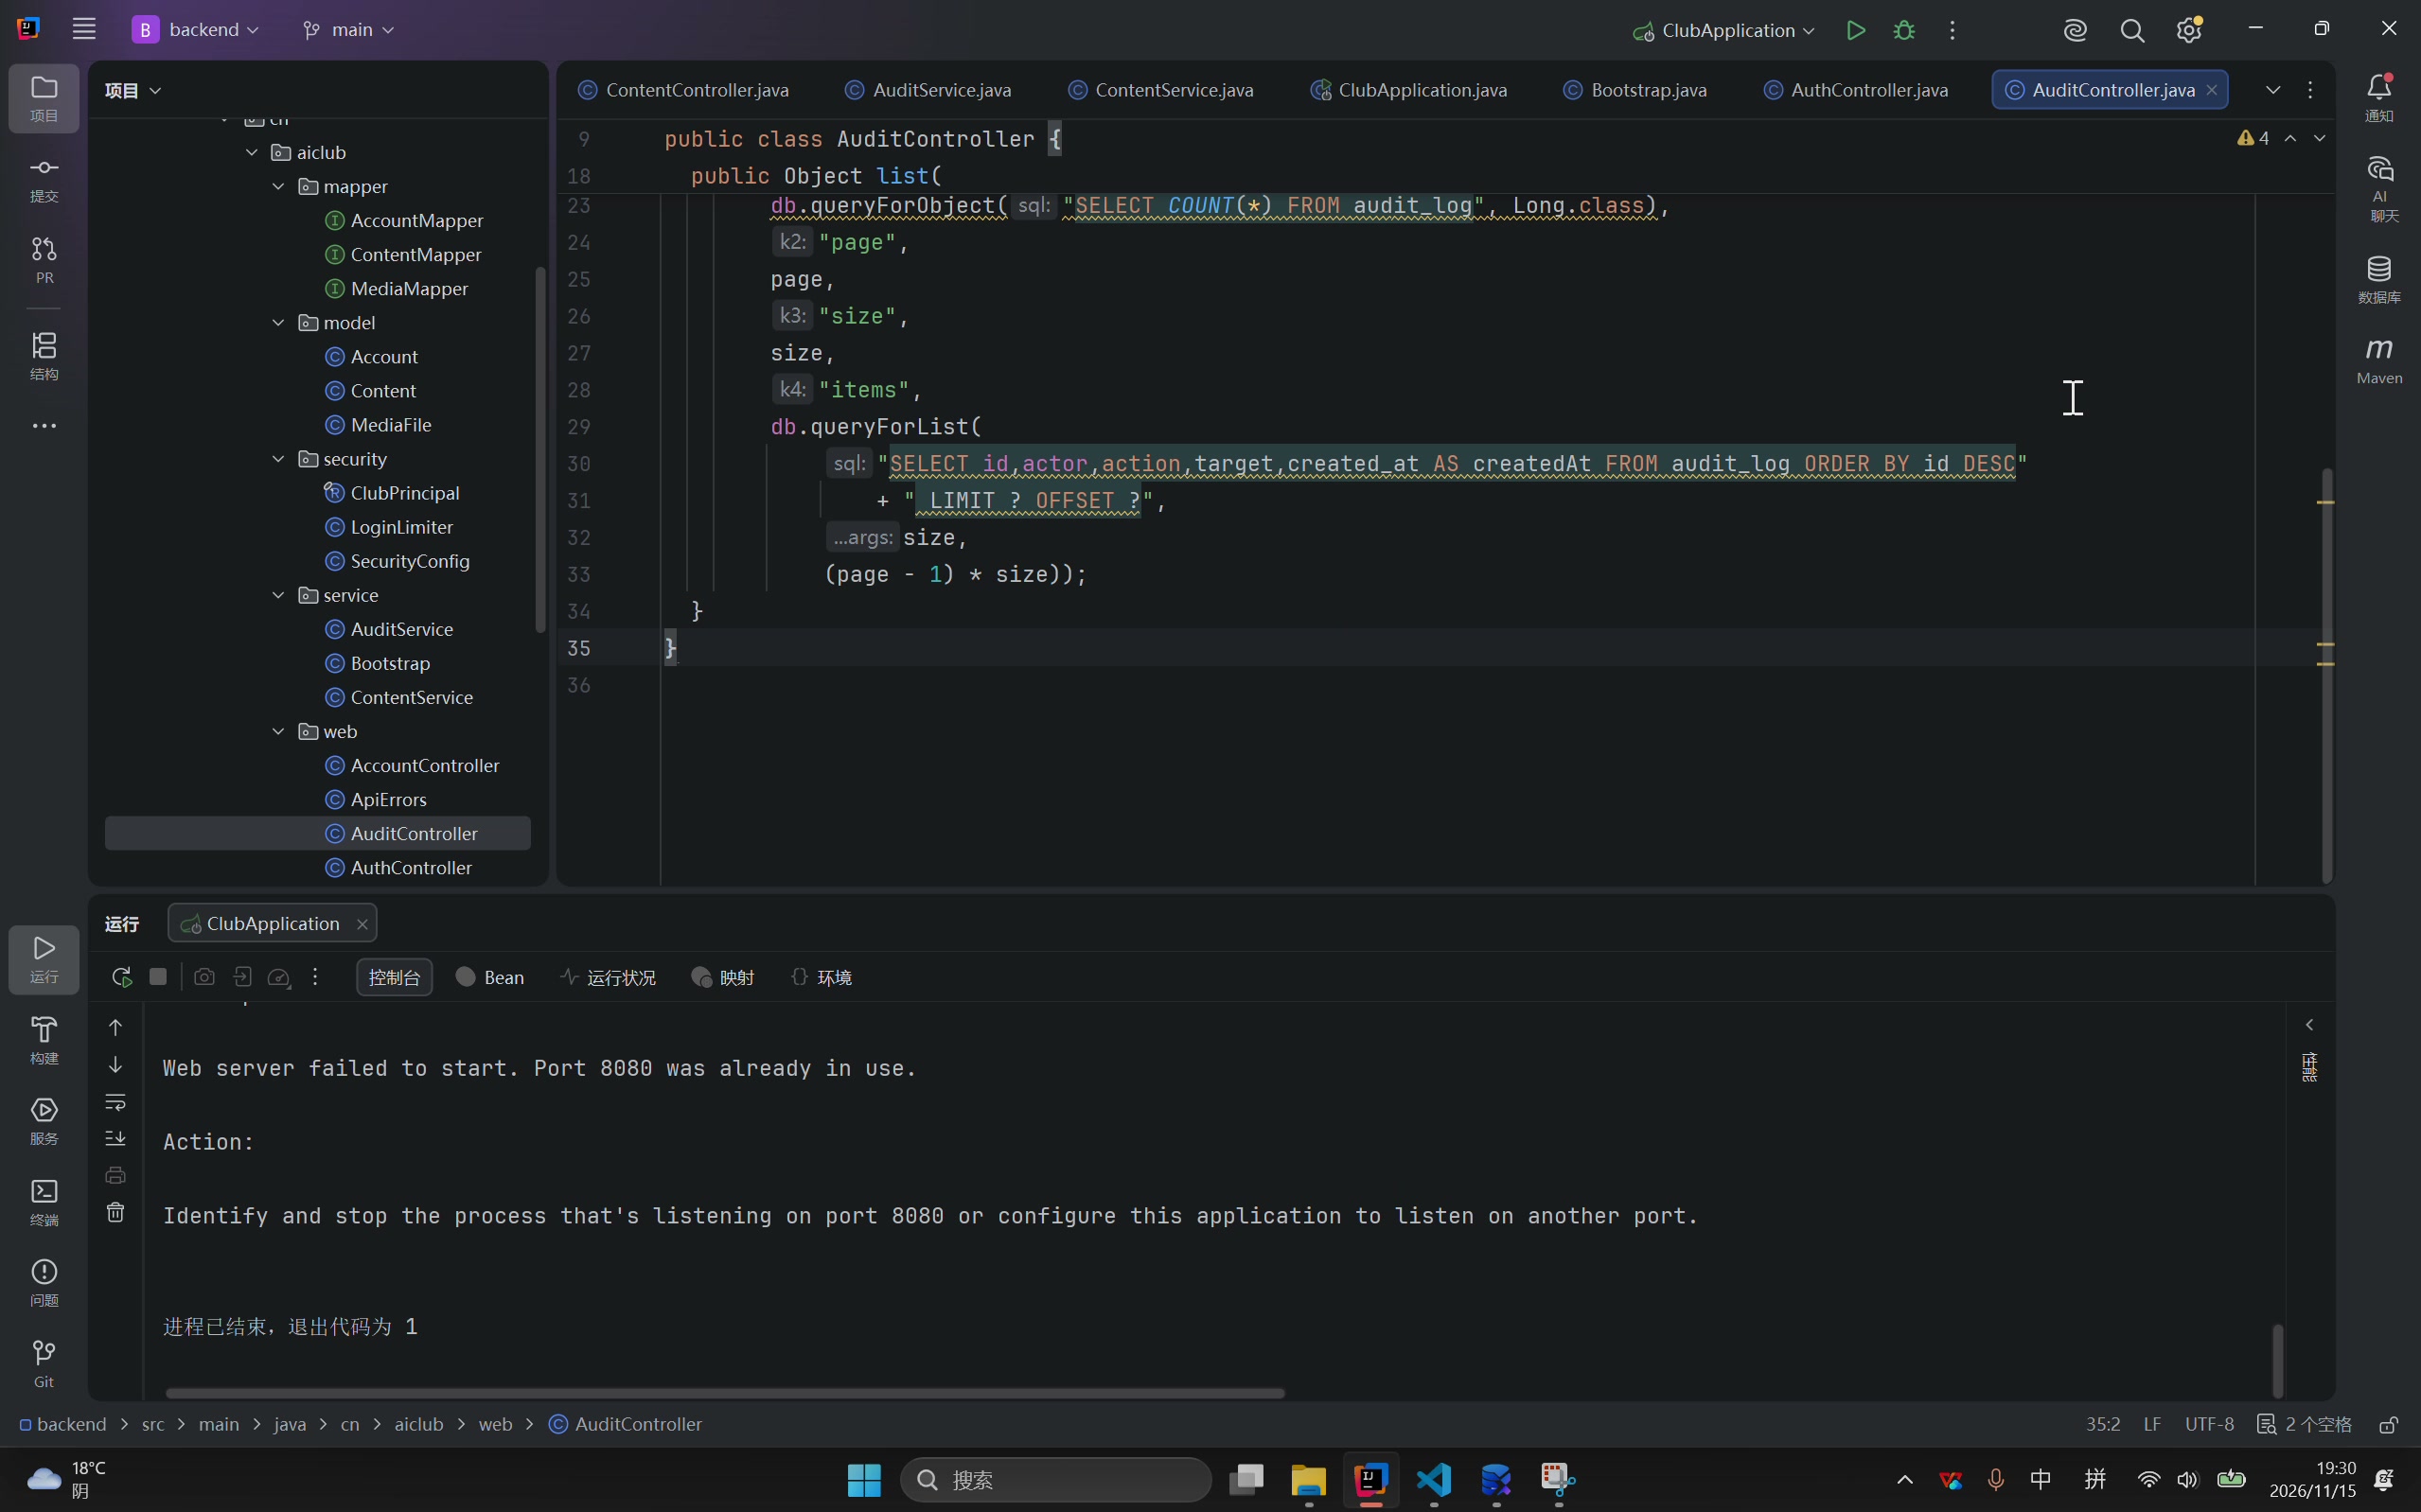 B backend main ClubApplication
项目
ContentController.java AuditService.java ContentService.java ClubApplication.java Bootstrap.java AuthController.java AuditController.java
项目
提交
PR
结构
aiclub
mapper
AccountMapper
ContentMapper
MediaMapper
model
Account
Content
MediaFile
security
ClubPrincipal
LoginLimiter
SecurityConfig
service
AuditService
Bootstrap
ContentService
web
AccountController
ApiErrors
AuditController
AuthController
4
9 public class AuditController {
18 public Object list(
23 db.queryForObject( sql: "SELECT COUNT(*) FROM audit_log", Long.class),
24 k2: "page",
25 page,
26 k3: "size",
27 size,
28 k4: "items",
29 db.queryForList(
30 sql: "SELECT id,actor,action,target,created_at AS createdAt FROM audit_log ORDER BY id DESC"
31 + " LIMIT ? OFFSET ?",
32 ...args: size,
33 (page - 1) * size));
34 }
35 }
36
通知
AI
聊天
数据库
m
Maven
运行 ClubApplication
控制台 Bean 运行状况 映射 环境
运行
构建
服务
终端
问题
Git
Web server failed to start. Port 8080 was already in use.
Action:
Identify and stop the process that's listening on port 8080 or configure this application to listen on another port.
进程已结束，退出代码为 1
性能
backend src main java cn aiclub web AuditController 35:2 LF UTF-8 2 个空格
18°C
阴
搜索
中 拼
19:30
2026/11/15